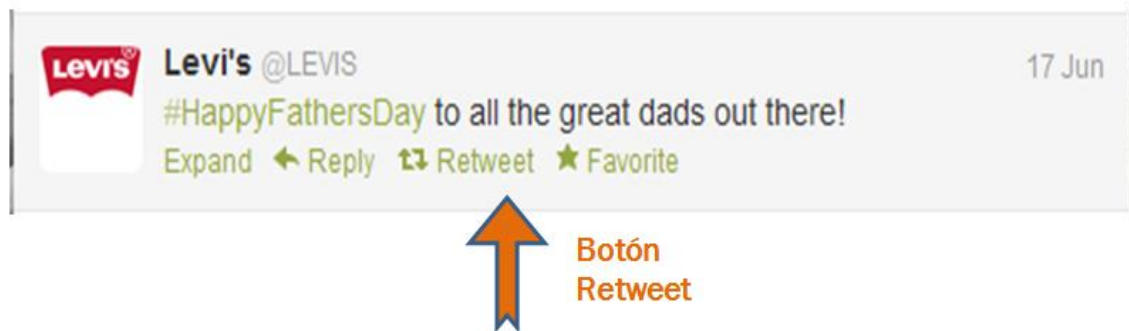 LEVI'S®
Levi's @LEVIS
17 Jun
#HappyFathersDay to all the great dads out there!
Expand Reply Retweet Favorite
Botón
Retweet